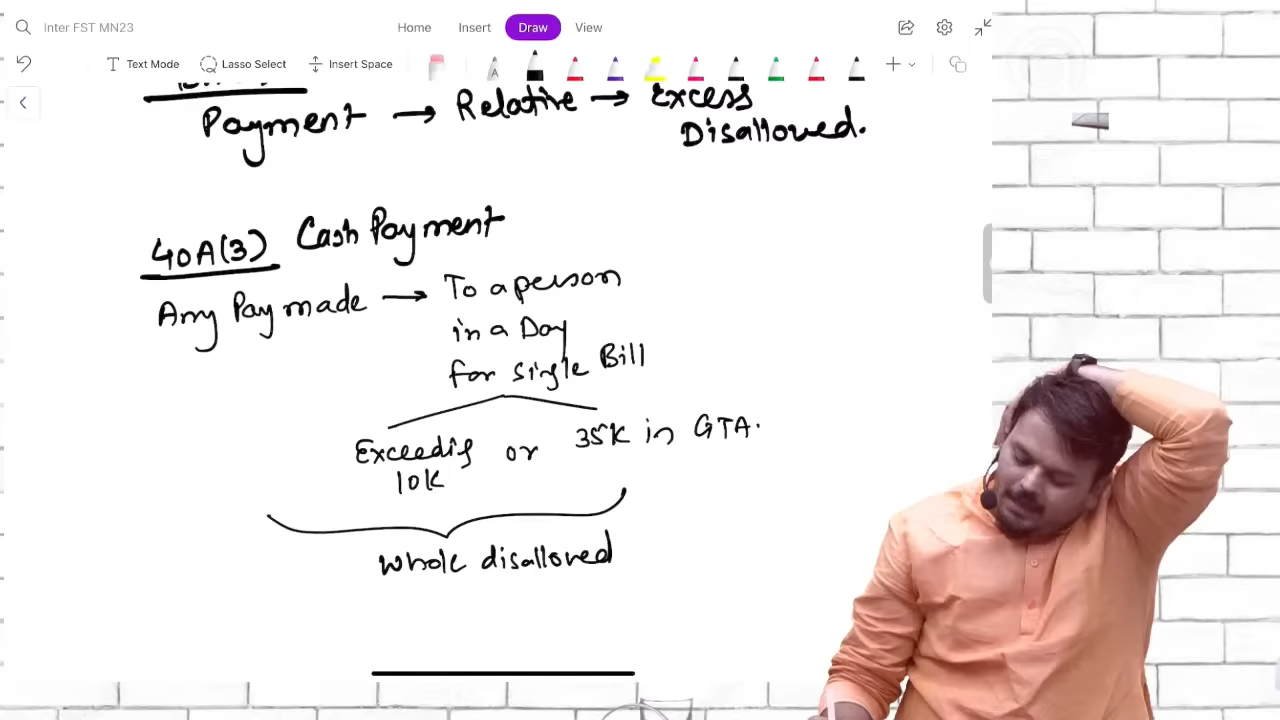 Inter FST MN23
Home Insert Draw View
Text Mode Lasso Select Insert Space
Payment → Relative → Excess
Disallowed.
40A(3) Cash Payment
Any Pay made → To a person
in a Day
for single Bill
Exceedig or 35K in GTA.
10K
whole disallowed